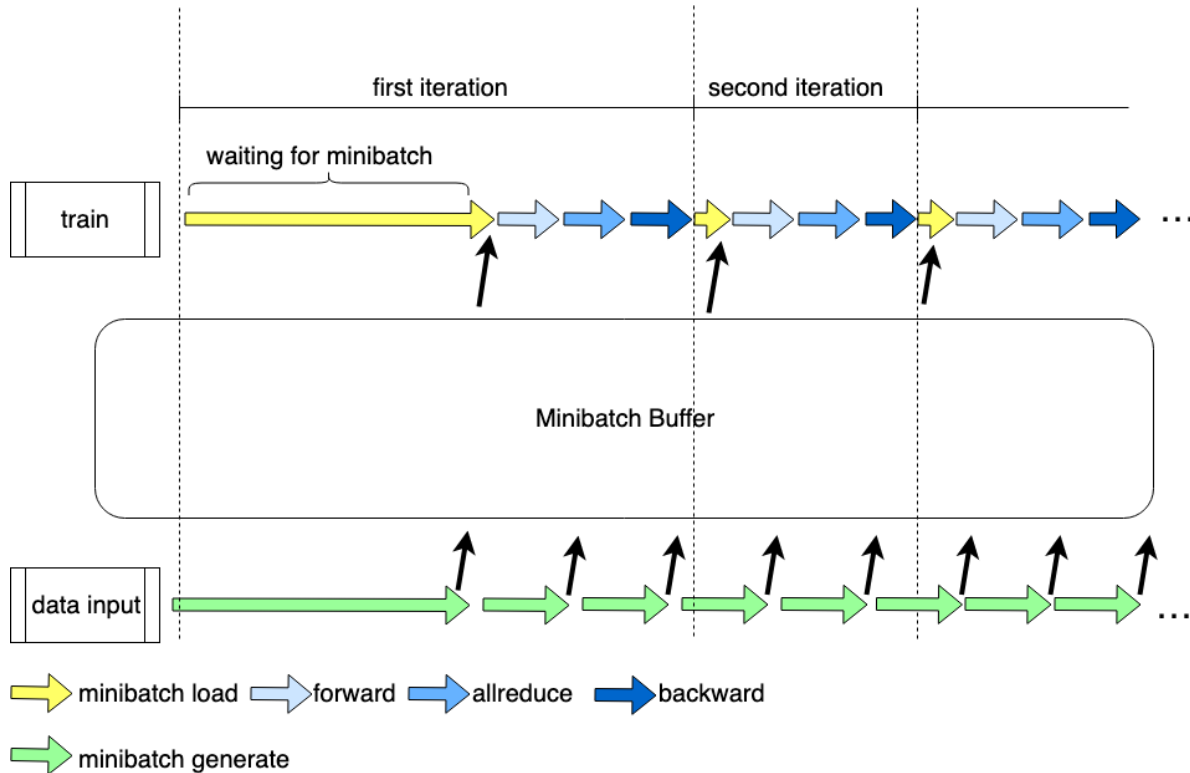 first iteration
second iteration
waiting for minibatch
train
...
Minibatch Buffer
data input
...
minibatch load
forward
allreduce
backward
minibatch generate